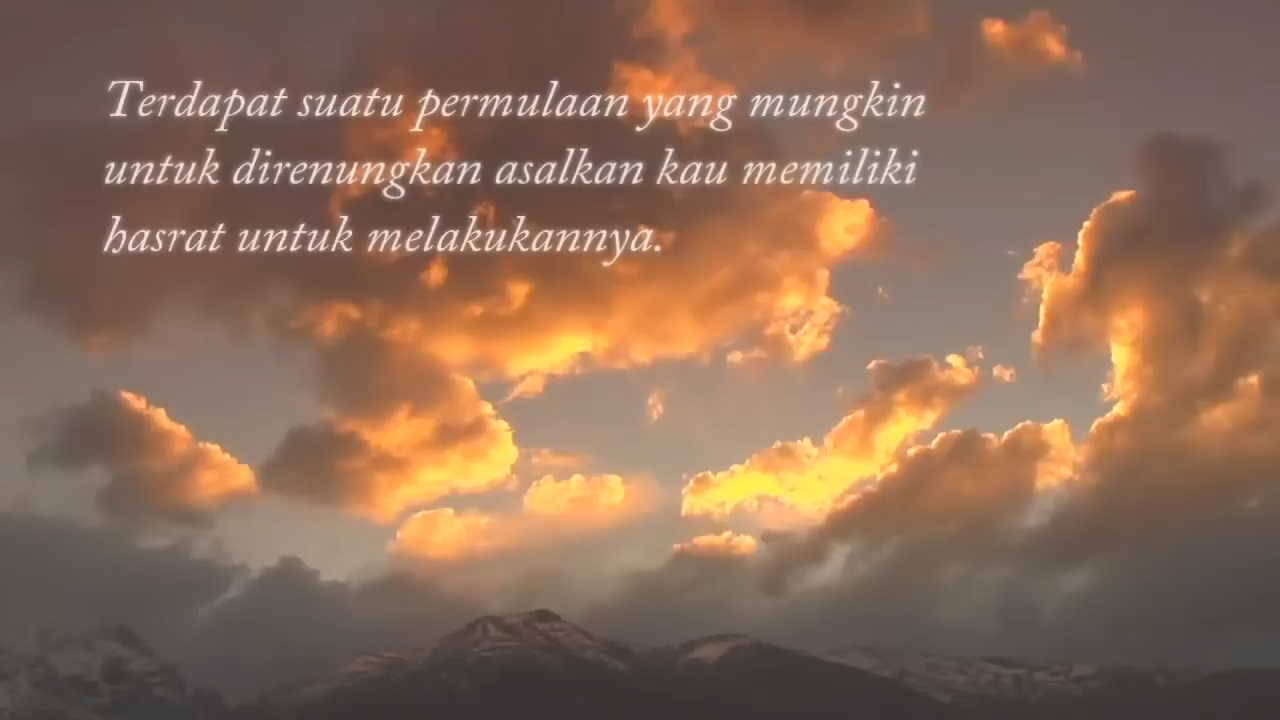 Terdapat suatu permulaan yang mungkin
untuk direnungkan asalkan kau memiliki
hasrat untuk melakukannya.